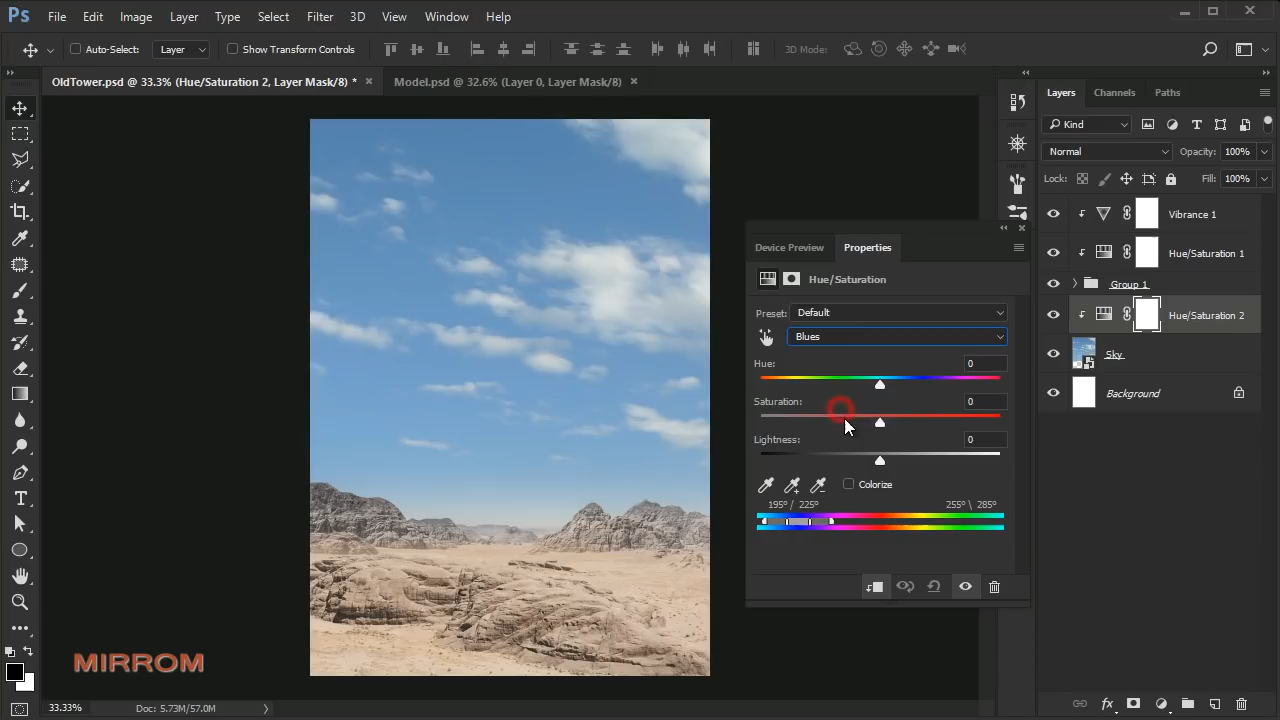 Ps File Edit Image Layer Type Select Filter 3D View Window Help
Auto-Select: Layer Show Transform Controls 3D Mode:
OldTower.psd @ 33.3% (Hue/Saturation 2, Layer Mask/8) * Model.psd @ 32.6% (Layer 0, Layer Mask/8)
Layers Channels Paths
Kind
Normal Opacity: 100%
Lock: Fill: 100%
Vibrance 1
Hue/Saturation 1
Group 1
Hue/Saturation 2
Sky
Background
Device Preview Properties
Hue/Saturation
Preset: Default
Blues
Hue: 0
Saturation: 0
Lightness: 0
Colorize
195° / 225° 255° \ 285°
MIRROM
33.33% Doc: 5.73M/57.0M
fx